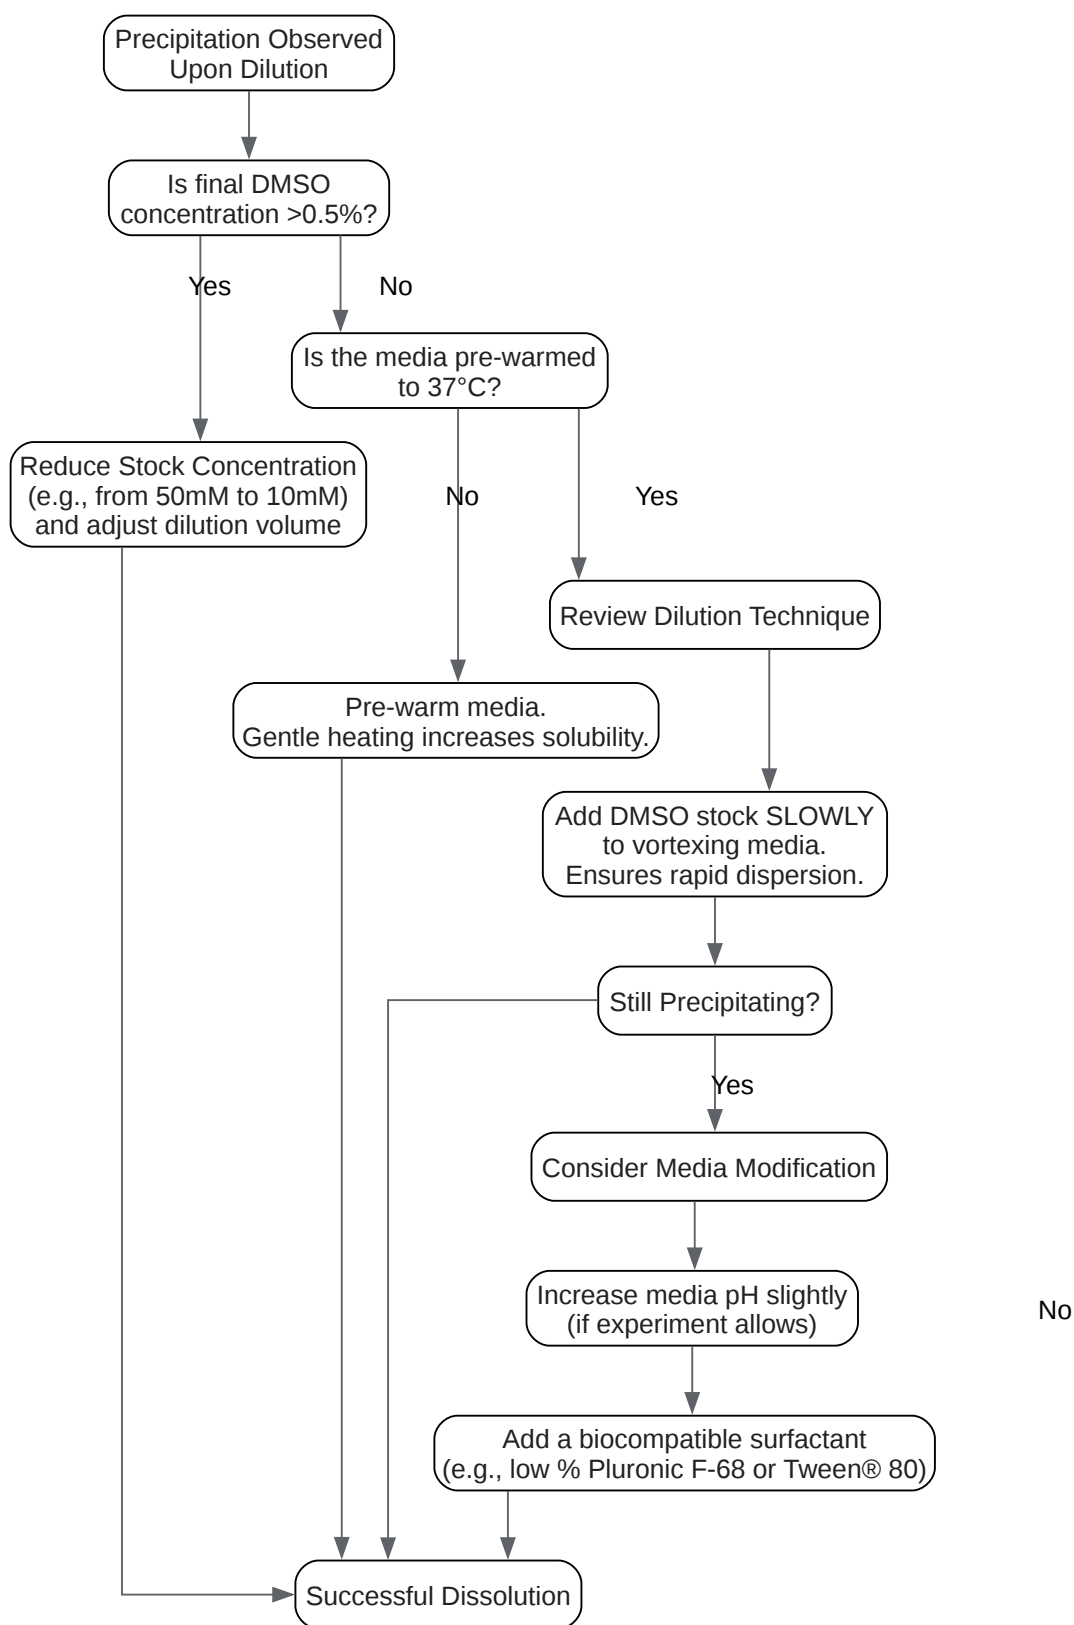 Precipitation Observed
Upon Dilution
Is final DMSO
concentration >0.5%?
Yes
No
Is the media pre-warmed
to 37°C?
Reduce Stock Concentration
(e.g., from 50mM to 10mM)
and adjust dilution volume
No
Yes
Review Dilution Technique
Pre-warm media.
Gentle heating increases solubility.
Add DMSO stock SLOWLY
to vortexing media.
Ensures rapid dispersion.
Still Precipitating?
Yes
Consider Media Modification
Increase media pH slightly
(if experiment allows)
No
Add a biocompatible surfactant
(e.g., low % Pluronic F-68 or Tween® 80)
Successful Dissolution